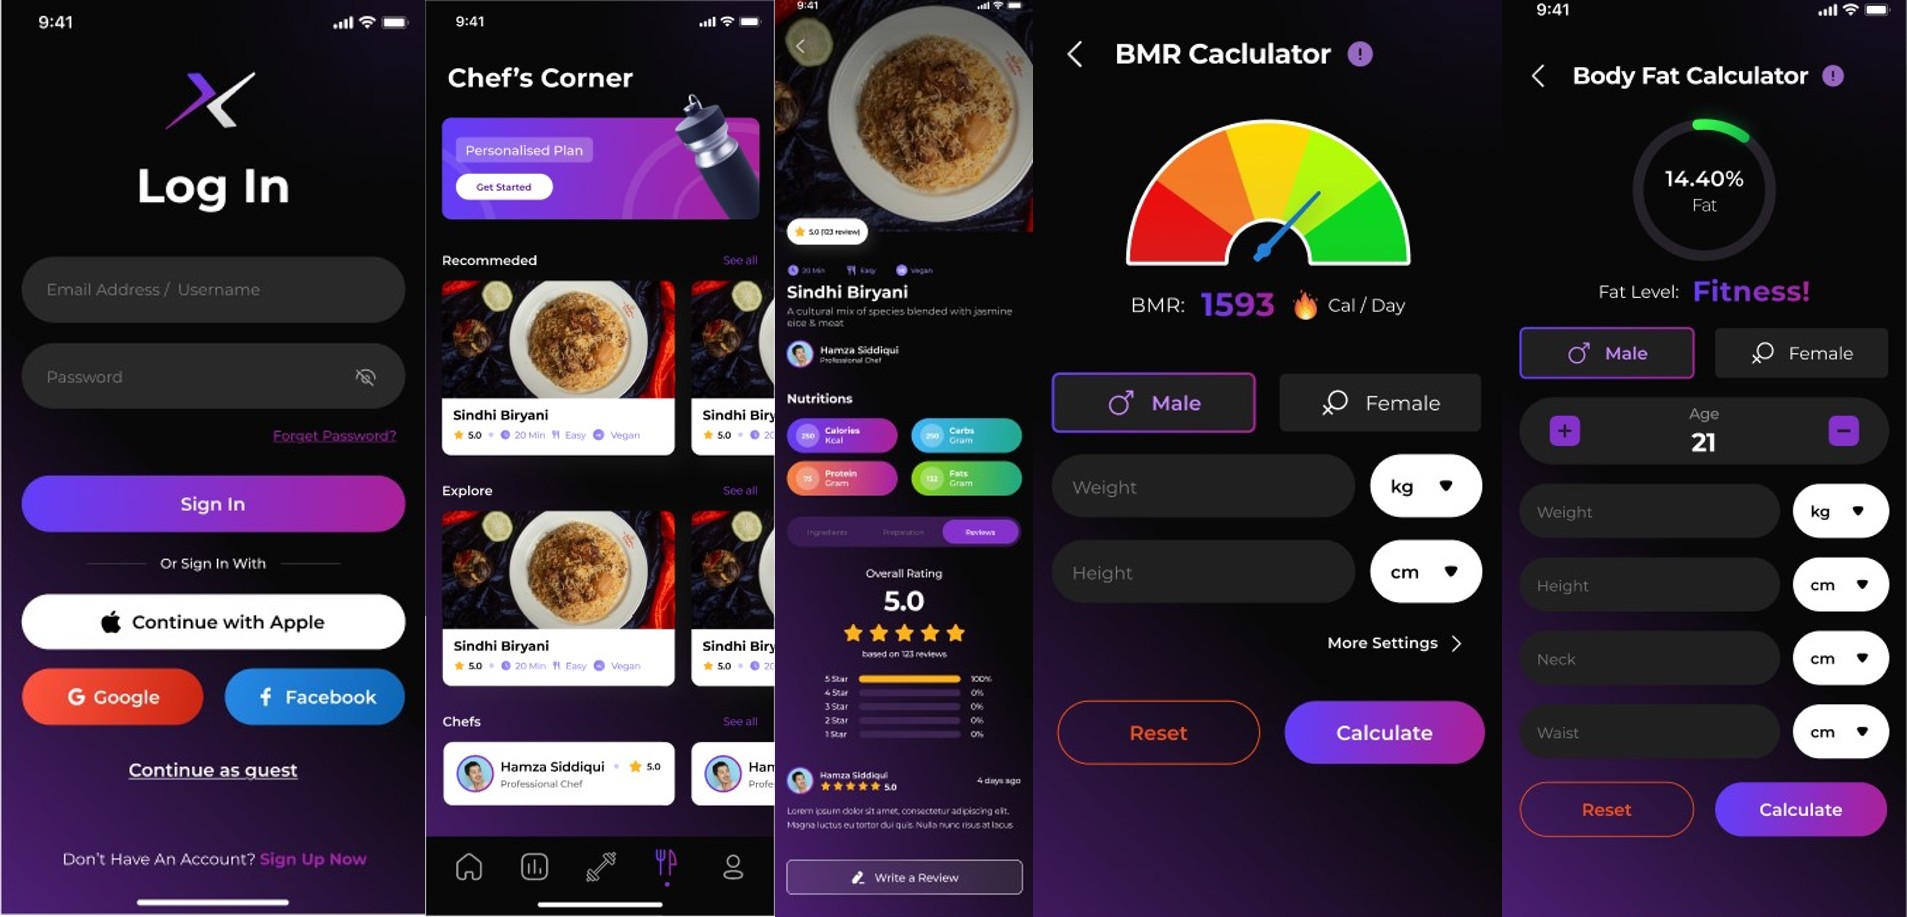 9:41
Log In
Email Address / Username
Password
Forget Password?
Sign In
Or Sign In With
Continue with Apple
G Google
f Facebook
Continue as guest
Don't Have An Account? Sign Up Now
9:41
Chef's Corner
Personalised Plan
Get Started
Recommeded
See all
Sindhi Biryani
5.0 20 Min Easy Vegan
Sindhi Bir
5.0
Explore
See all
Sindhi Biryani
5.0 20 Min Easy Vegan
Sindhi Bir
5.0
Chefs
See all
Hamza Siddiqui 5.0
Professional Chef
Ham
Profe
9:41
5.0 (123 review)
20 Min Easy Vegan
Sindhi Biryani
A cultural mix of species blended with jasmine
eice & meat
Hamza Siddiqui
Professional Chef
Nutritions
250 Calories
Kcal
250 Carbs
Gram
75 Protein
Gram
132 Fats
Gram
Ingredients Preparation Reviews
Overall Rating
5.0
based on 123 reviews
5 Star 100%
4 Star 0%
3 Star 0%
2 Star 0%
1 Star 0%
Hamza Siddiqui
5.0
4 days ago
Lorem ipsum dolor sit amet, consectetur adipiscing elit.
Magna luctus eu tortor dui quis. Nulla nunc risus at lacus
Write a Review
BMR Caclulator !
BMR: 1593 Cal / Day
Male
Female
Weight
kg
Height
cm
More Settings
Reset
Calculate
9:41
Body Fat Calculator !
14.40%
Fat
Fat Level: Fitness!
Male
Female
Age
+ 21 −
Weight
kg
Height
cm
Neck
cm
Waist
cm
Reset
Calculate